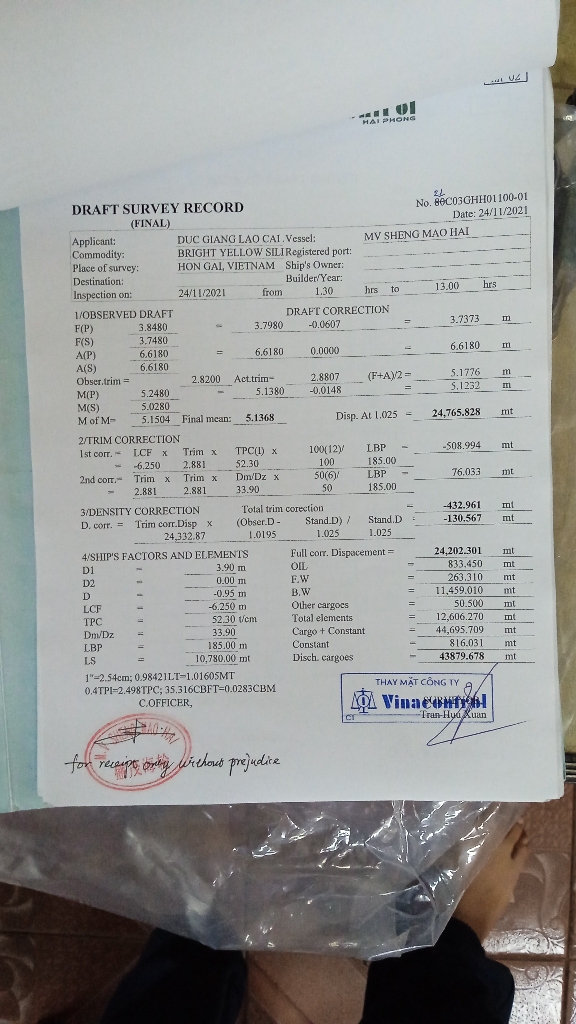 HAI PHONG
DRAFT SURVEY RECORD
(FINAL)
No. 80C03GHH01100-01
Date: 24/11/2021
Applicant: DUC GIANG LAO CAI . Vessel: MV SHENG MAO HAI
Commodity: BRIGHT YELLOW SILI Registered port:
Place of survey: HON GAI, VIETNAM Ship's Owner:
Destination: Builder/Year:
Inspection on: 24/11/2021 from 1.30 hrs to 13.00 hrs
1/OBSERVED DRAFT DRAFT CORRECTION
F(P) 3.8480 = 3.7980 -0.0607 = 3.7373 m
F(S) 3.7480
A(P) 6.6180 = 6.6180 0.0000 = 6.6180 m
A(S) 6.6180
Obser.trim = 2.8200 Act.trim= 2.8807 (F+A)/2 = 5.1776 m
M(P) 5.2480 = 5.1380 -0.0148 = 5.1232 m
M(S) 5.0280
M of M= 5.1504 Final mean: 5.1368 Disp. At 1.025 = 24,765.828 mt
2/TRIM CORRECTION
1st corr. = LCF x Trim x TPC(I) x 100(12)/ LBP = -508.994 mt
= -6.250 2.881 52.30 100 185.00
2nd corr.= Trim x Trim x Dm/Dz x 50(6)/ LBP = 76.033 mt
= 2.881 2.881 33.90 50 185.00
Total trim corection = -432.961 mt
3/DENSITY CORRECTION
D. corr. = Trim corr.Disp x (Obser.D - Stand.D) / Stand.D = -130.567 mt
24,332.87 1.0195 1.025 1.025
4/SHIP'S FACTORS AND ELEMENTS Full corr. Dispacement = 24,202.301 mt
D1 = 3.90 m OIL = 833.450 mt
D2 = 0.00 m F.W = 263.310 mt
D = -0.95 m B.W = 11,459.010 mt
LCF = -6.250 m Other cargoes = 50.500 mt
TPC = 52.30 t/cm Total elements = 12,606.270 mt
Dm/Dz = 33.90 Cargo + Constant = 44,695.709 mt
LBP = 185.00 m Constant = 816.031 mt
LS = 10,780.00 mt Disch. cargoes = 43879.678 mt
1"=2.54cm; 0.98421LT=1.01605MT
0.4TPI=2.498TPC; 35.316CBFT=0.0283CBM
C.OFFICER,
THAY MẶT CÔNG TY
Vinacontrol
Tran Huu Xuan
for receipt only without prejudice